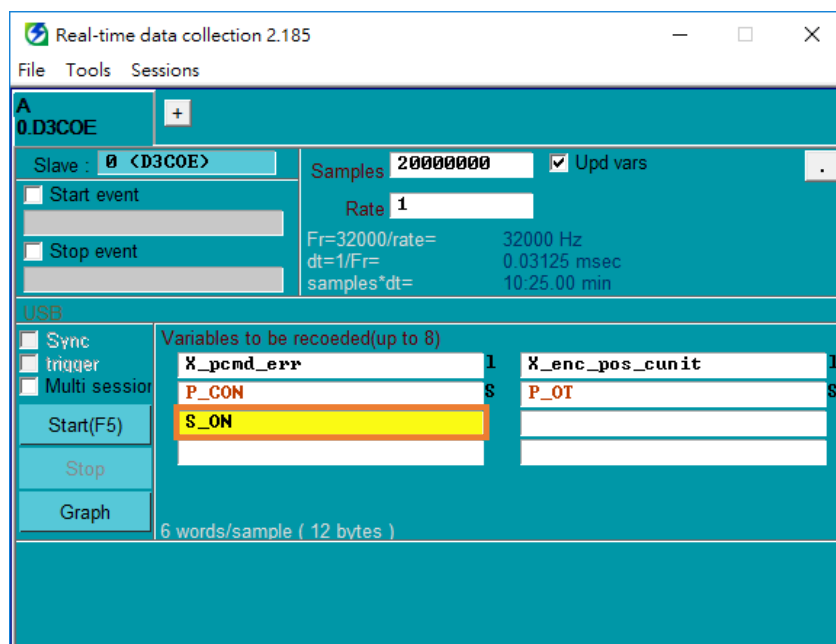 Real-time data collection 2.185
File Tools Sessions
A
0.D3COE
+
Slave : 0 (D3COE)
Start event
Stop event
Samples 20000000
Upd vars
.
Rate 1
Fr=32000/rate= 32000 Hz
dt=1/Fr= 0.03125 msec
samples*dt= 10:25.00 min
USB
Sync
trigger
Multi session
Start(F5)
Stop
Graph
Variables to be recoeded(up to 8)
X_pcmd_err l X_enc_pos_cunit l
P_CON S P_OT S
S_ON
6 words/sample ( 12 bytes )